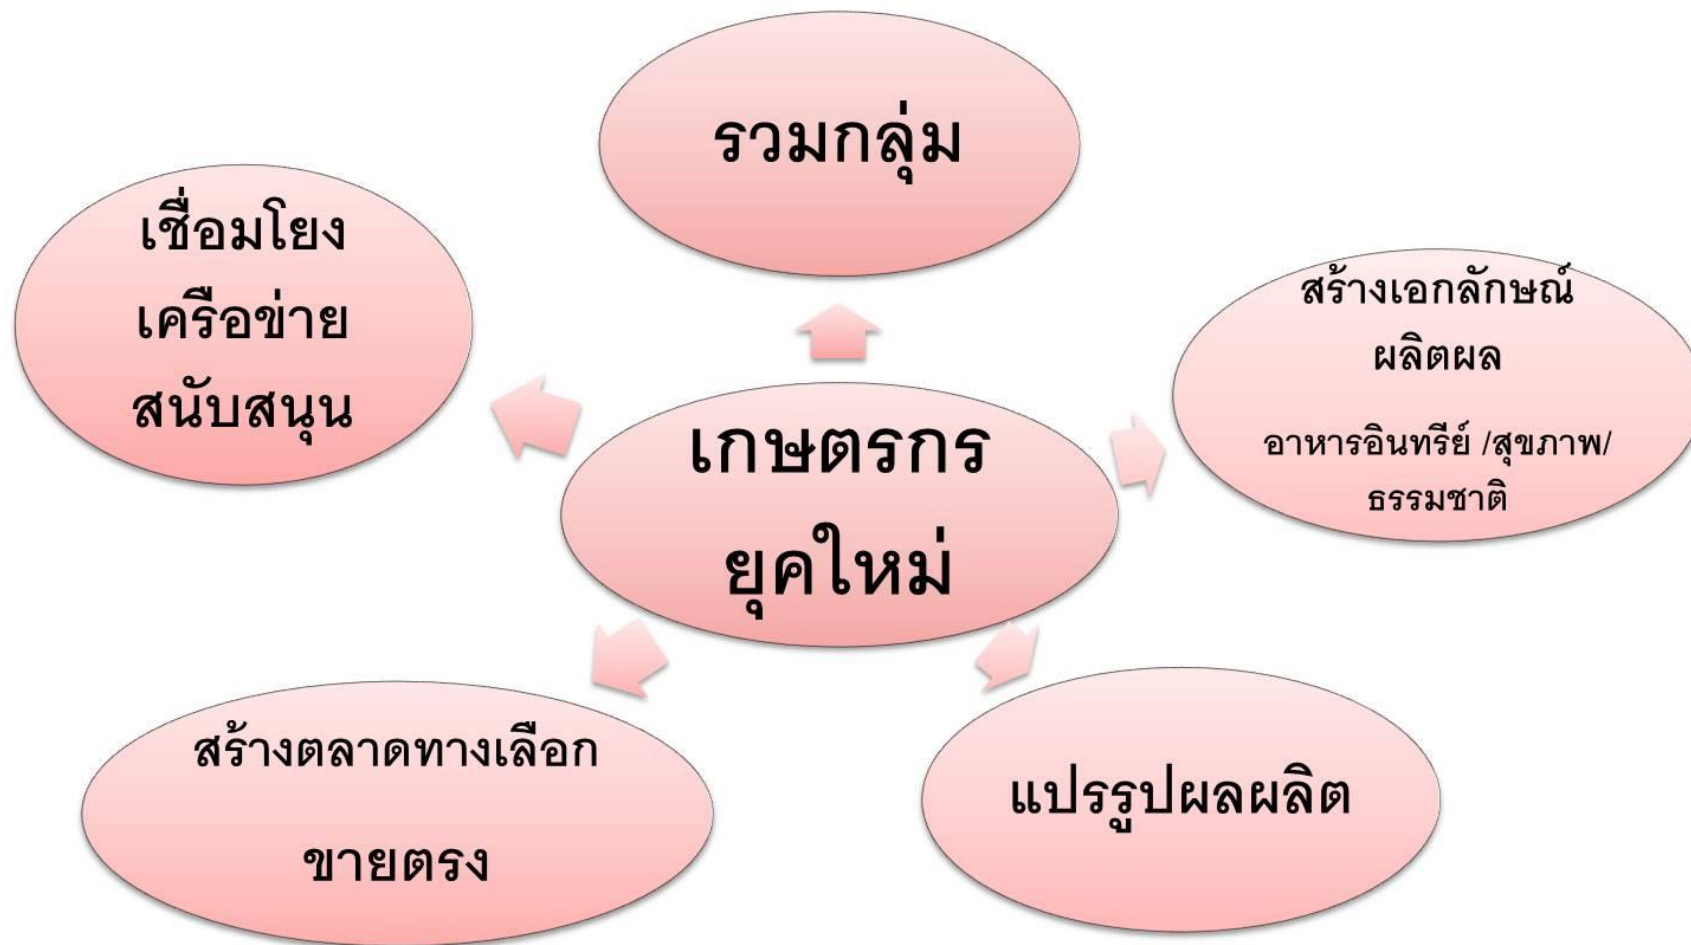 รวมกลุ่ม
เชื่อมโยง
เครือข่าย
สนับสนุน
สร้างเอกลักษณ์
ผลิตผล
อาหารอินทรีย์ /สุขภาพ/
ธรรมชาติ
เกษตรกร
ยุคใหม่
สร้างตลาดทางเลือก
ขายตรง
แปรรูปผลผลิต